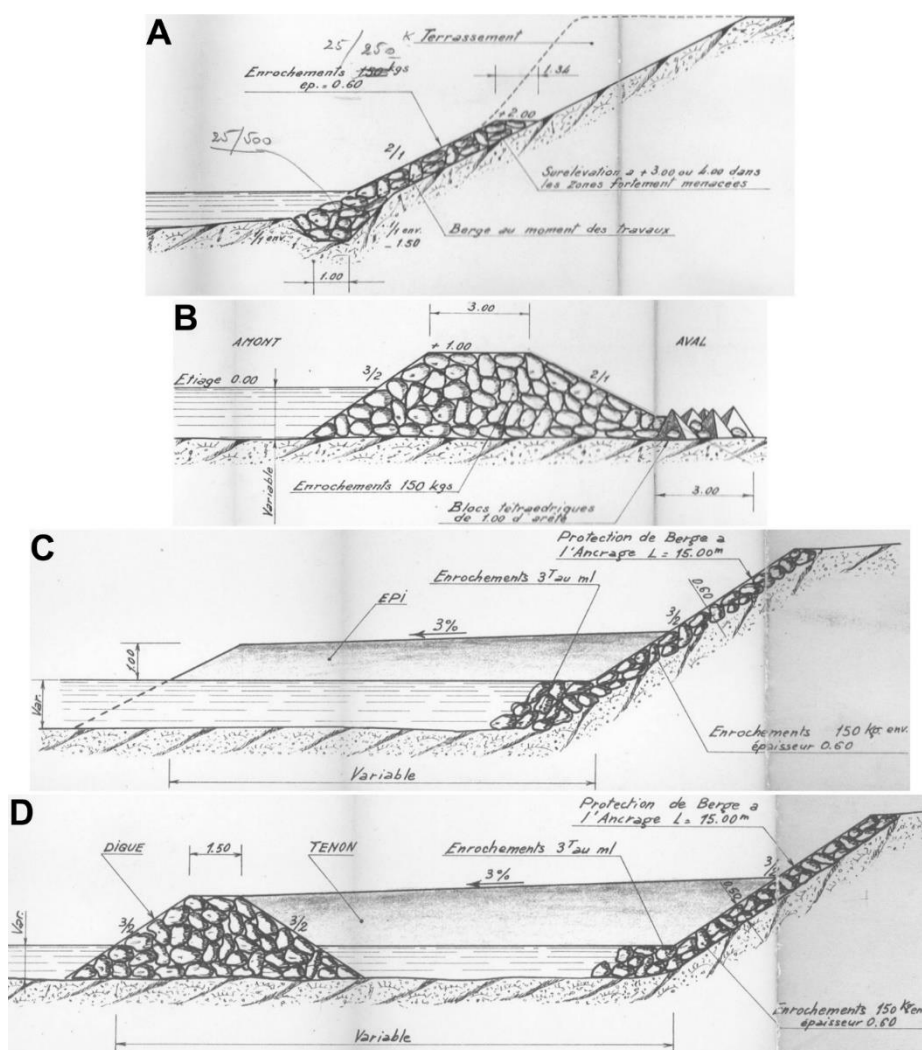 A
25/250
K Terrassement
Enrochements 150 kgs
ep. = 0.60
1.34
+2.00
25/500
2/1
Surelevation a +3.00 ou 4.00 dans
les zones fortement menacees
1/1 env.
1/1 env.
- 1.50
Berge au moment des travaux
1.00
B
3.00
AMONT
+ 1.00
AVAL
Etiage 0.00
3/2
2/1
Variable
Enrochements 150 kgs
Blocs tetraedriques
de 1.00 d'arête
3.00
C
Protection de Berge a
l'Ancrage L = 15.00m
Enrochements 3T au ml
EPI
0.60
3%
3/2
1.00
Var.
Enrochements 150 kgs env.
épaisseur 0.60
Variable
D
Protection de Berge a
l'Ancrage L = 15.00m
DIGUE
1.50
TENON
Enrochements 3T au ml
3%
3/2
3/2
0.60
Var.
Enrochements 150 kgs env
épaisseur 0.60
Variable